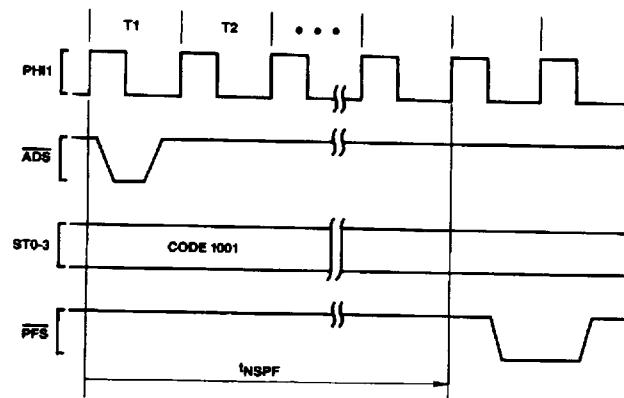 T1 T2 • • •
PHI1
ADS
ST0-3 CODE 1001
PFS
tNSPF